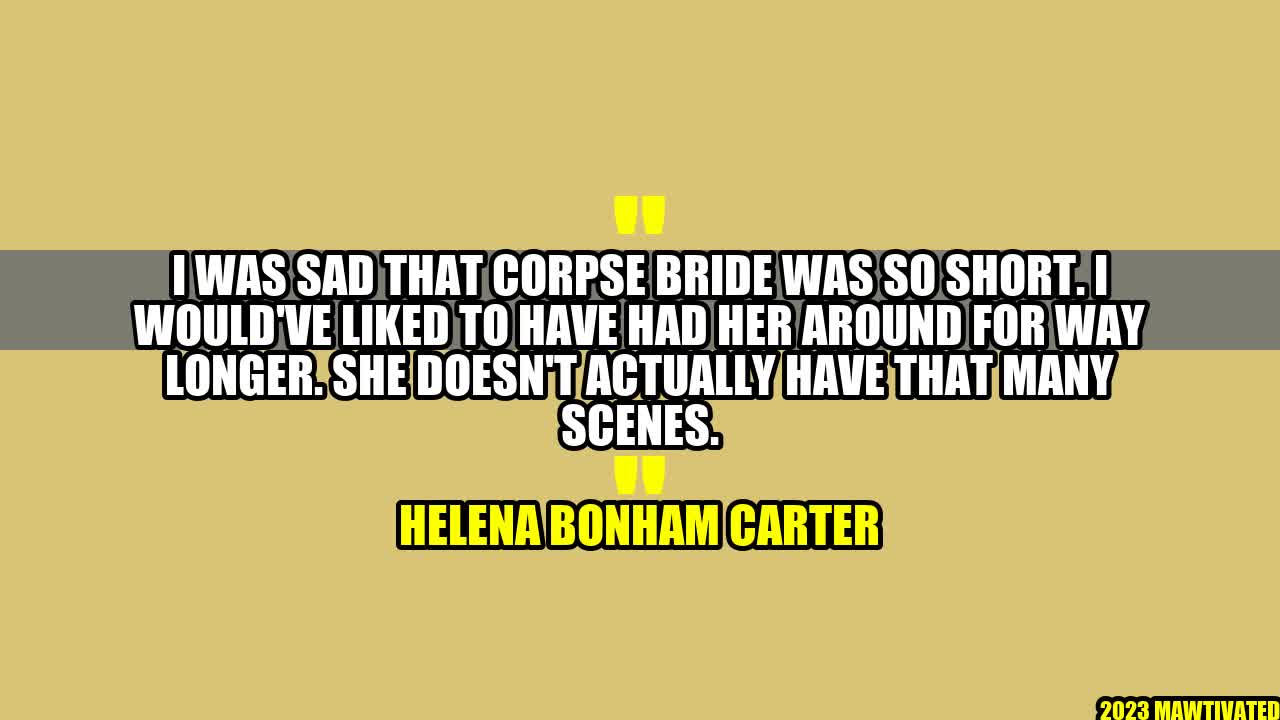 "
I WAS SAD THAT CORPSE BRIDE WAS SO SHORT. I
WOULD'VE LIKED TO HAVE HAD HER AROUND FOR WAY
LONGER. SHE DOESN'T ACTUALLY HAVE THAT MANY
SCENES.
"
HELENA BONHAM CARTER
2023 MAWTIVATED